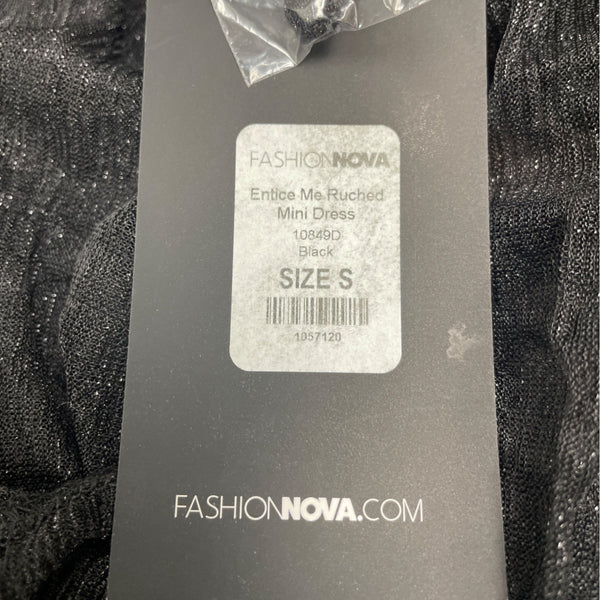 FASHIONNOVA
Entice Me Ruched
Mini Dress
10849D
Black
SIZE S
1057120
FASHIONNOVA.COM